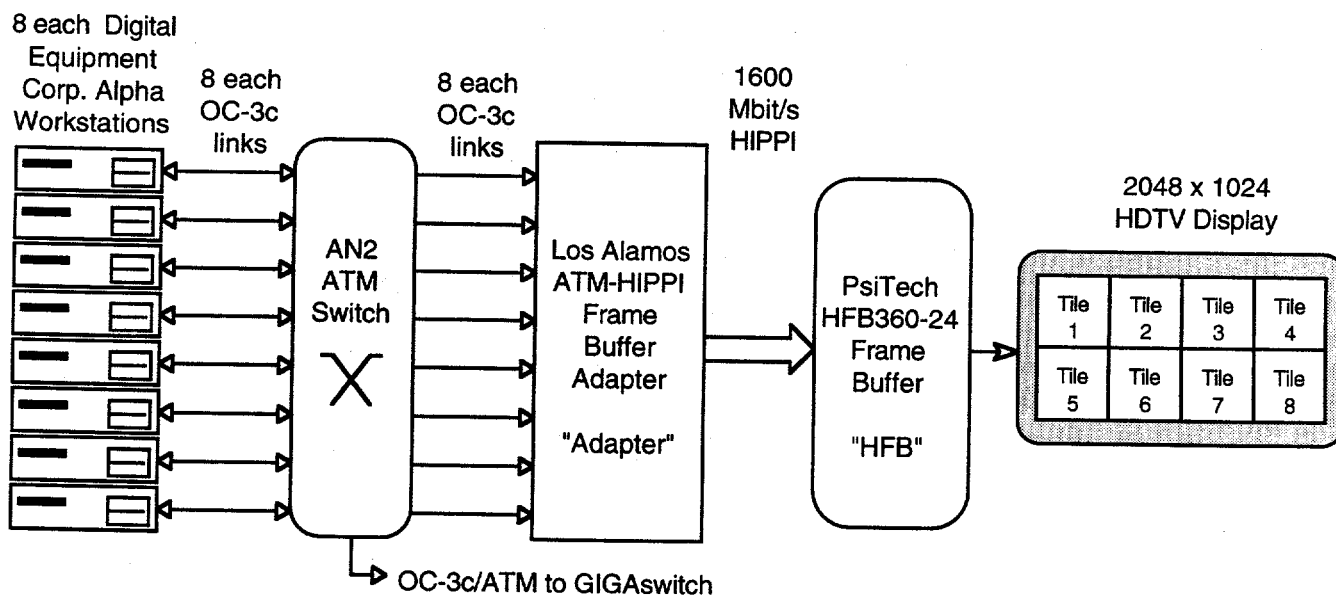 8 each Digital
Equipment
Corp. Alpha
Workstations
8 each
OC-3c
links
8 each
OC-3c
links
1600
Mbit/s
HIPPI
AN2
ATM
Switch
Los Alamos
ATM-HIPPI
Frame
Buffer
Adapter
"Adapter"
PsiTech
HFB360-24
Frame
Buffer
"HFB"
2048 x 1024
HDTV Display
Tile
1
Tile
2
Tile
3
Tile
4
Tile
5
Tile
6
Tile
7
Tile
8
OC-3c/ATM to GIGAswitch